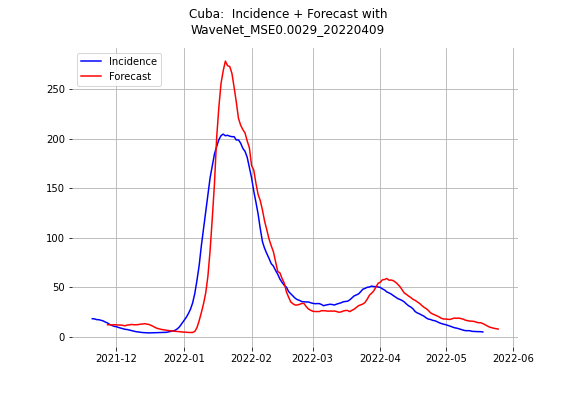 Cuba:  Incidence + Forecast with
WaveNet_MSE0.0029_20220409
Incidence
Forecast
250
200
150
100
50
0
2021-12 2022-01 2022-02 2022-03 2022-04 2022-05 2022-06